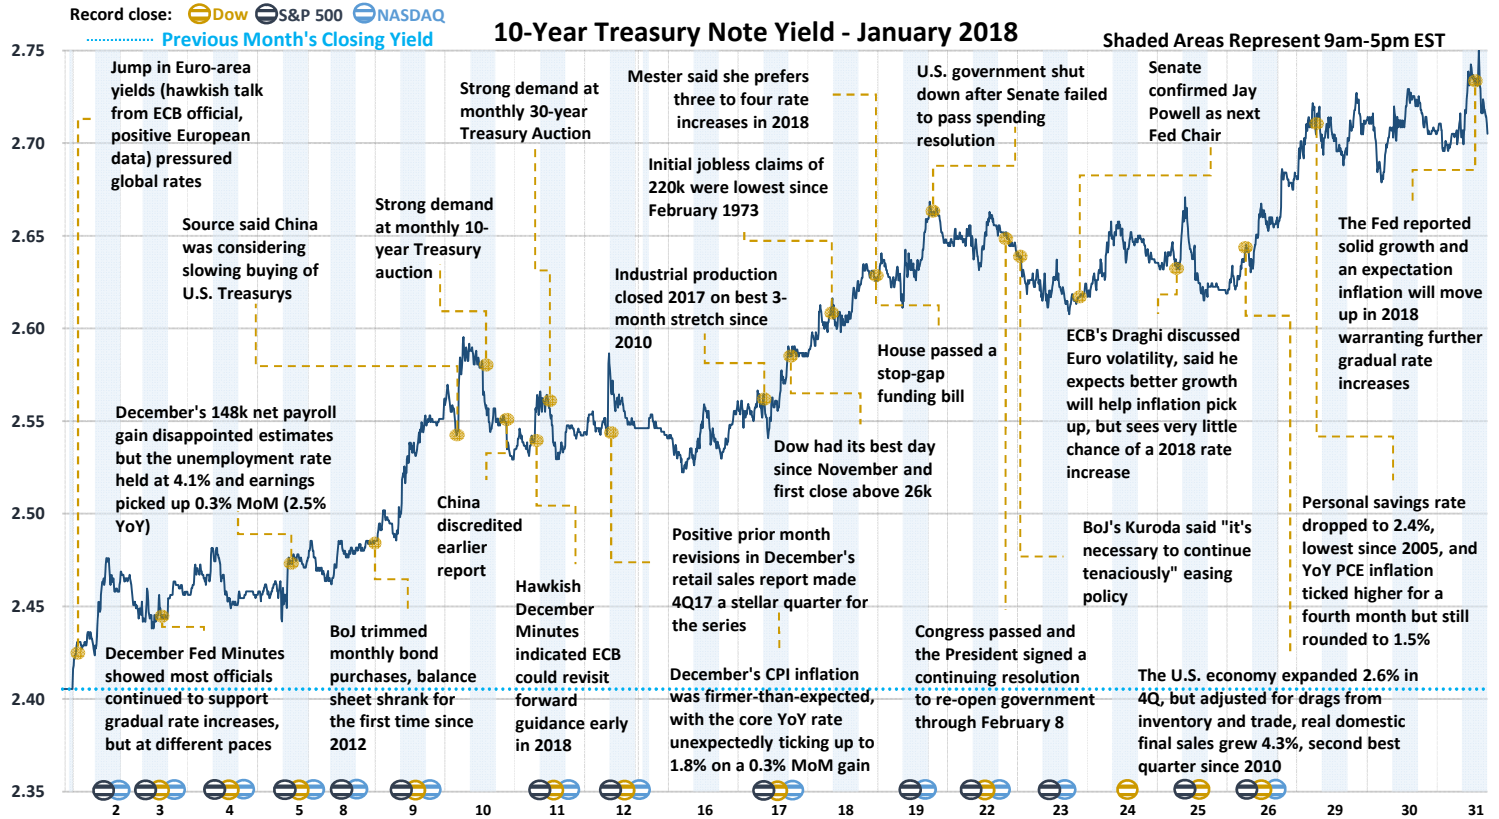 Record close: Dow S&P 500 NASDAQ
Previous Month's Closing Yield
10-Year Treasury Note Yield - January 2018
Shaded Areas Represent 9am-5pm EST
2.75
2.70
2.65
2.60
2.55
2.50
2.45
2.40
2.35
Jump in Euro-area
yields (hawkish talk
from ECB official,
positive European
data) pressured
global rates
Source said China
was considering
slowing buying of
U.S. Treasurys
December's 148k net payroll
gain disappointed estimates
but the unemployment rate
held at 4.1% and earnings
picked up 0.3% MoM (2.5%
YoY)
December Fed Minutes
showed most officials
continued to support
gradual rate increases,
but at different paces
Strong demand
at monthly 10-
year Treasury
auction
BoJ trimmed
monthly bond
purchases, balance
sheet shrank for
the first time since
2012
Strong demand at
monthly 30-year
Treasury Auction
China
discredited
earlier
report
Hawkish
December
Minutes
indicated ECB
could revisit
forward
guidance early
in 2018
Mester said she prefers
three to four rate
increases in 2018
Initial jobless claims of
220k were lowest since
February 1973
Industrial production
closed 2017 on best 3-
month stretch since
2010
Positive prior month
revisions in December's
retail sales report made
4Q17 a stellar quarter for
the series
December's CPI inflation
was firmer-than-expected,
with the core YoY rate
unexpectedly ticking up to
1.8% on a 0.3% MoM gain
Dow had its best day
since November and
first close above 26k
House passed a
stop-gap
funding bill
U.S. government shut
down after Senate failed
to pass spending
resolution
Congress passed and
the President signed a
continuing resolution
to re-open government
through February 8
Senate
confirmed Jay
Powell as next
Fed Chair
ECB's Draghi discussed
Euro volatility, said he
expects better growth
will help inflation pick
up, but sees very little
chance of a 2018 rate
increase
BoJ's Kuroda said "it's
necessary to continue
tenaciously" easing
policy
The U.S. economy expanded 2.6% in
4Q, but adjusted for drags from
inventory and trade, real domestic
final sales grew 4.3%, second best
quarter since 2010
The Fed reported
solid growth and
an expectation
inflation will move
up in 2018
warranting further
gradual rate
increases
Personal savings rate
dropped to 2.4%,
lowest since 2005, and
YoY PCE inflation
ticked higher for a
fourth month but still
rounded to 1.5%
2 3 4 5 8 9 10 11 12 16 17 18 19 22 23 24 25 26 29 30 31